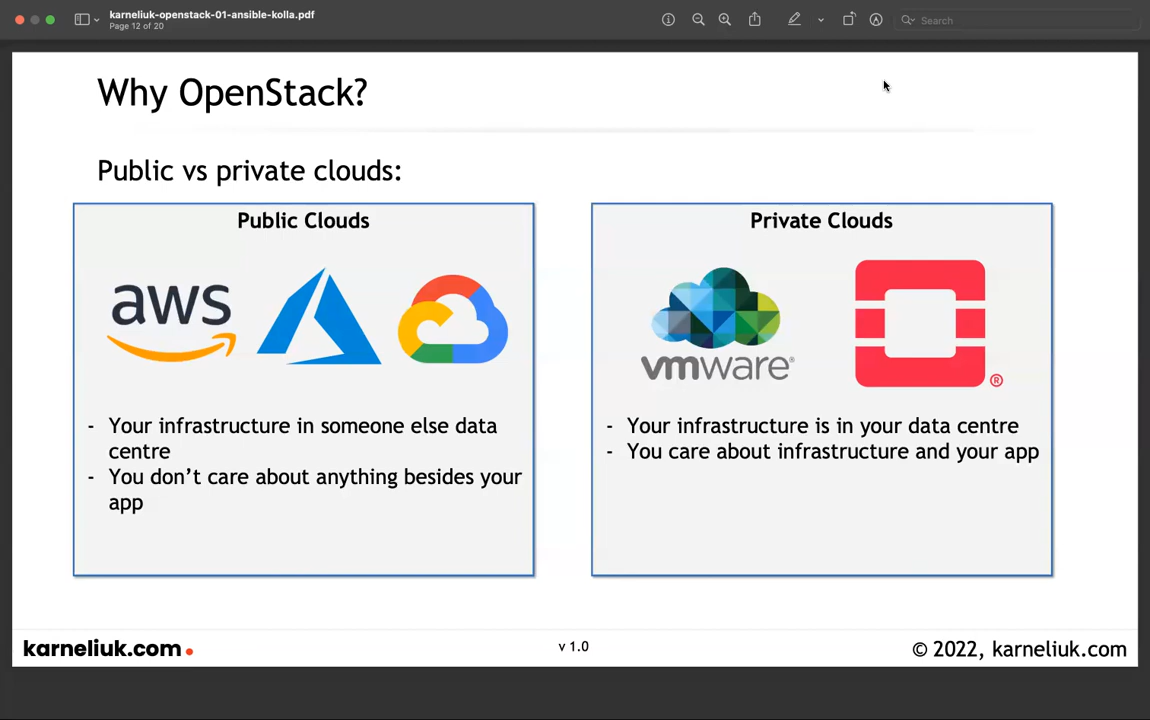 karneliuk-openstack-01-ansible-kolla.pdf
Page 12 of 20
Search
Why OpenStack?
Public vs private clouds:
Public Clouds
aws
- Your infrastructure in someone else data
centre
- You don’t care about anything besides your
app
Private Clouds
vmware®
®
- Your infrastructure is in your data centre
- You care about infrastructure and your app
karneliuk.com
v 1.0
© 2022, karneliuk.com